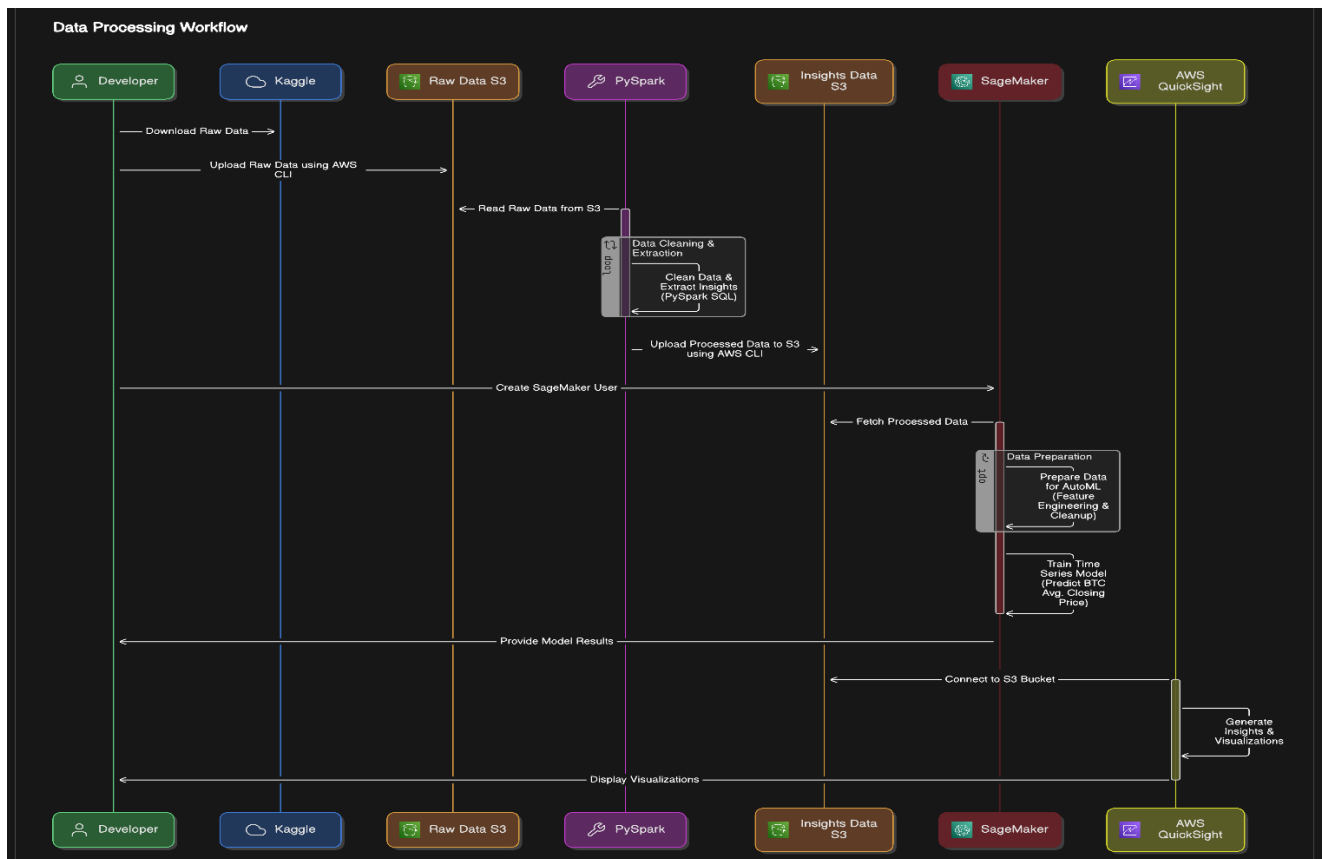 Data Processing Workflow
Developer
Kaggle
Raw Data S3
PySpark
Insights Data
S3
SageMaker
AWS
QuickSight
Download Raw Data
Upload Raw Data using AWS
CLI
Read Raw Data from S3
loop
Data Cleaning &
Extraction
Clean Data &
Extract Insights
(PySpark SQL)
Upload Processed Data to S3
using AWS CLI
Create SageMaker User
Fetch Processed Data
opt
Data Preparation
Prepare Data
for AutoML
(Feature
Engineering &
Cleanup)
Train Time
Series Model
(Predict BTC
Avg. Closing
Price)
Provide Model Results
Connect to S3 Bucket
Generate
Insights &
Visualizations
Display Visualizations
Developer
Kaggle
Raw Data S3
PySpark
Insights Data
S3
SageMaker
AWS
QuickSight